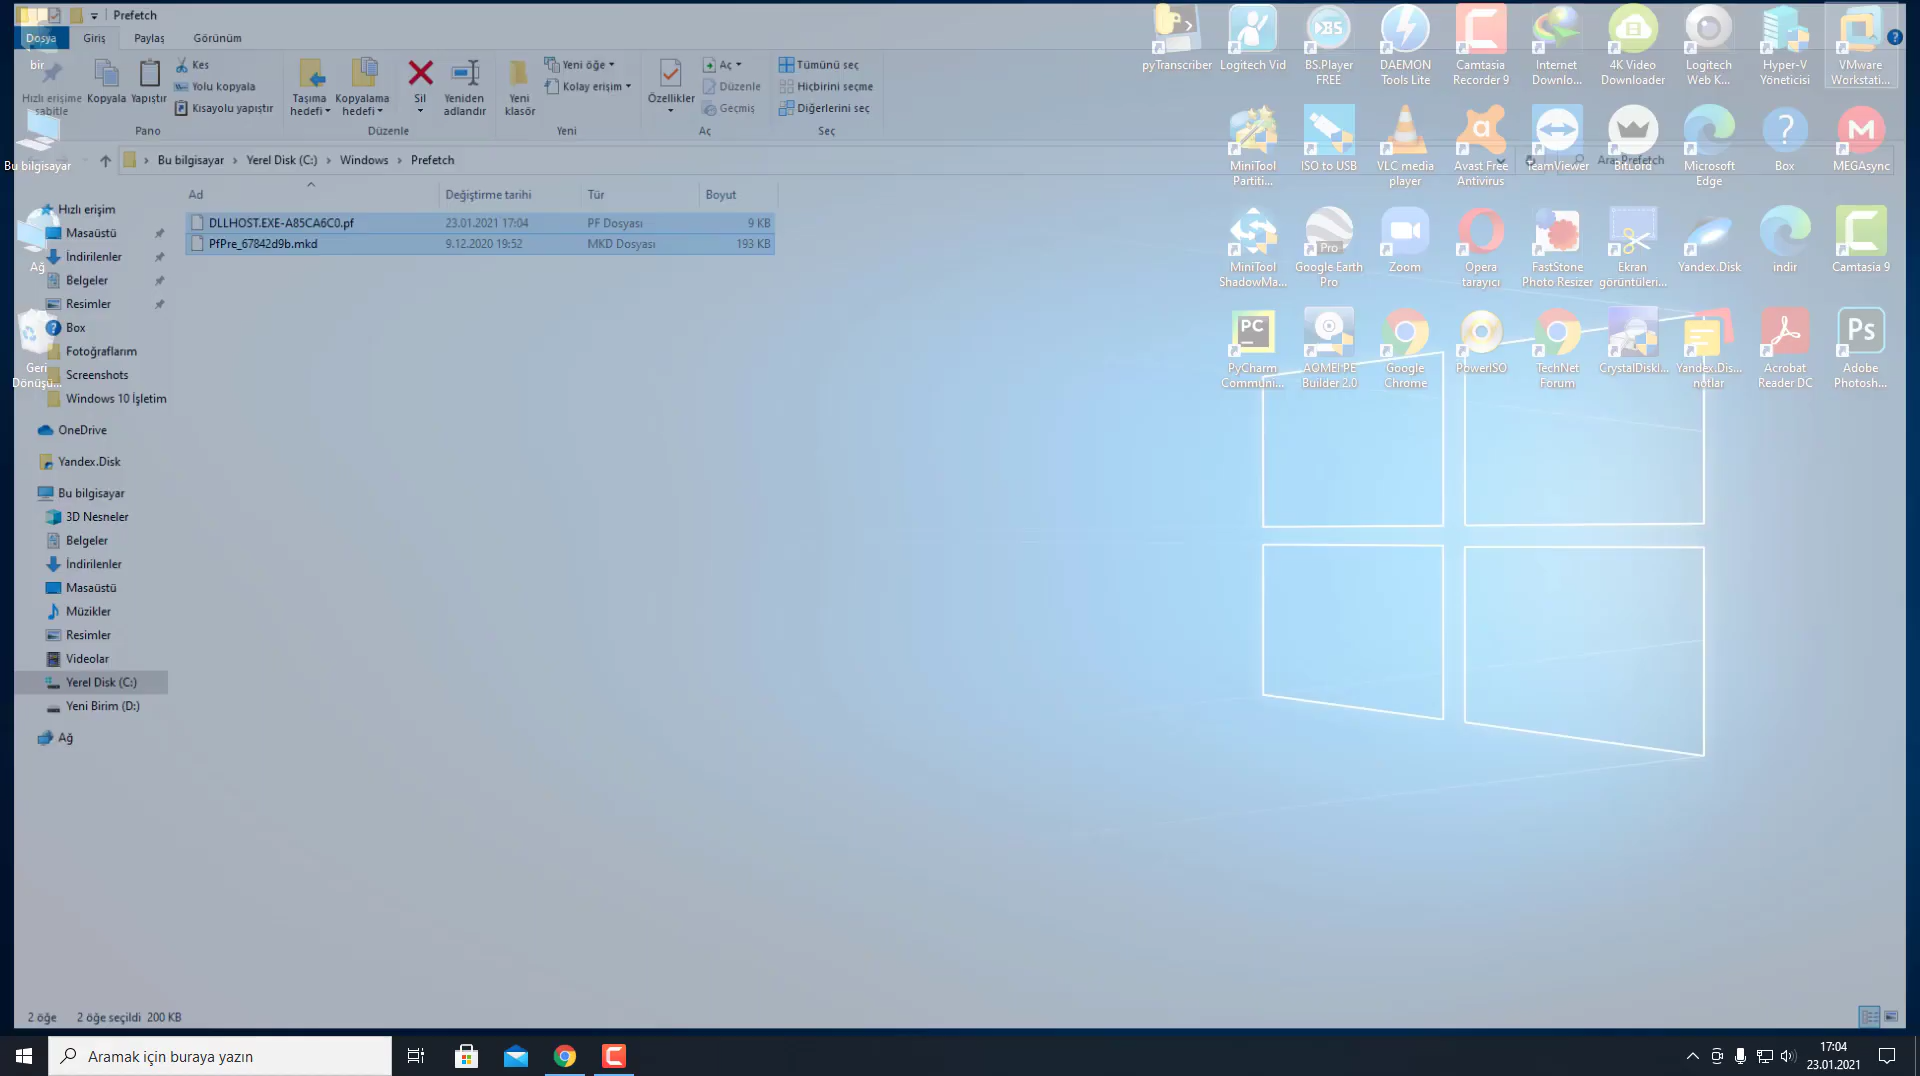 Prefetch
Dosya
Giriş
Paylaş
Görünüm
Hızlı erişime
sabitle
Kopyala
Yapıştır
Kes
Yolu kopyala
Kısayolu yapıştır
Pano
Taşıma
hedefi
Kopyalama
hedefi
Sil
Yeniden
adlandır
Düzenle
Yeni
klasör
Yeni öğe
Kolay erişim
Yeni
Özellikler
Aç
Düzenle
Geçmiş
Aç
Tümünü seç
Hiçbirini seçme
Diğerlerini seç
Seç
Bu bilgisayar
Yerel Disk (C:)
Windows
Prefetch
Ara: Prefetch
Ad
Değiştirme tarihi
Tür
Boyut
DLLHOST.EXE-A85CA6C0.pf
23.01.2021 17:04
PF Dosyası
9 KB
PfPre_67842d9b.mkd
9.12.2020 19:52
MKD Dosyası
193 KB
Hızlı erişim
Masaüstü
İndirilenler
Belgeler
Resimler
Box
Fotoğraflarım
Screenshots
Windows 10 İşletim
OneDrive
Yandex.Disk
Bu bilgisayar
3D Nesneler
Belgeler
İndirilenler
Masaüstü
Müzikler
Resimler
Videolar
Yerel Disk (C:)
Yeni Birim (D:)
Ağ
bir
Bu bilgisayar
Ağ
Geri
Dönüşü...
pyTranscriber
Logitech Vid
BS
BS.Player
FREE
DAEMON
Tools Lite
Camtasia
Recorder 9
Internet
Downlo...
4K Video
Downloader
Logitech
Web K...
Hyper-V
Yöneticisi
VMware
Workstati...
MiniTool
Partiti...
ISO to USB
VLC media
player
Avast Free
Antivirus
TeamViewer
BitLord
Microsoft
Edge
Box
MEGAsync
MiniTool
ShadowMa...
Pro
Google Earth
Pro
Zoom
Opera
tarayıcı
FastStone
Photo Resizer
Ekran
görüntüleri...
Yandex.Disk
indir
Camtasia 9
PC
PyCharm
Communi...
AOMEI PE
Builder 2.0
Google
Chrome
PowerISO
TechNet
Forum
CrystalDiskI...
Yandex.Dis...
notlar
Acrobat
Reader DC
Ps
Adobe
Photosh...
2 öğe
2 öğe seçildi 200 KB
Aramak için buraya yazın
17:04
23.01.2021